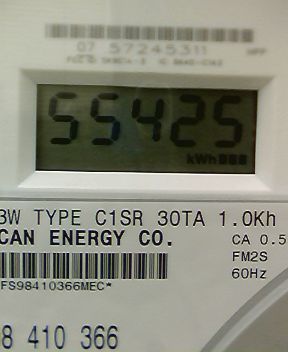 07 57245311
55425
kWh
3W TYPE C1SR 30TA 1.0Kh
CAN ENERGY CO.
CA 0.5
FM2S
60Hz
FS98410366MEC*
8 410 366